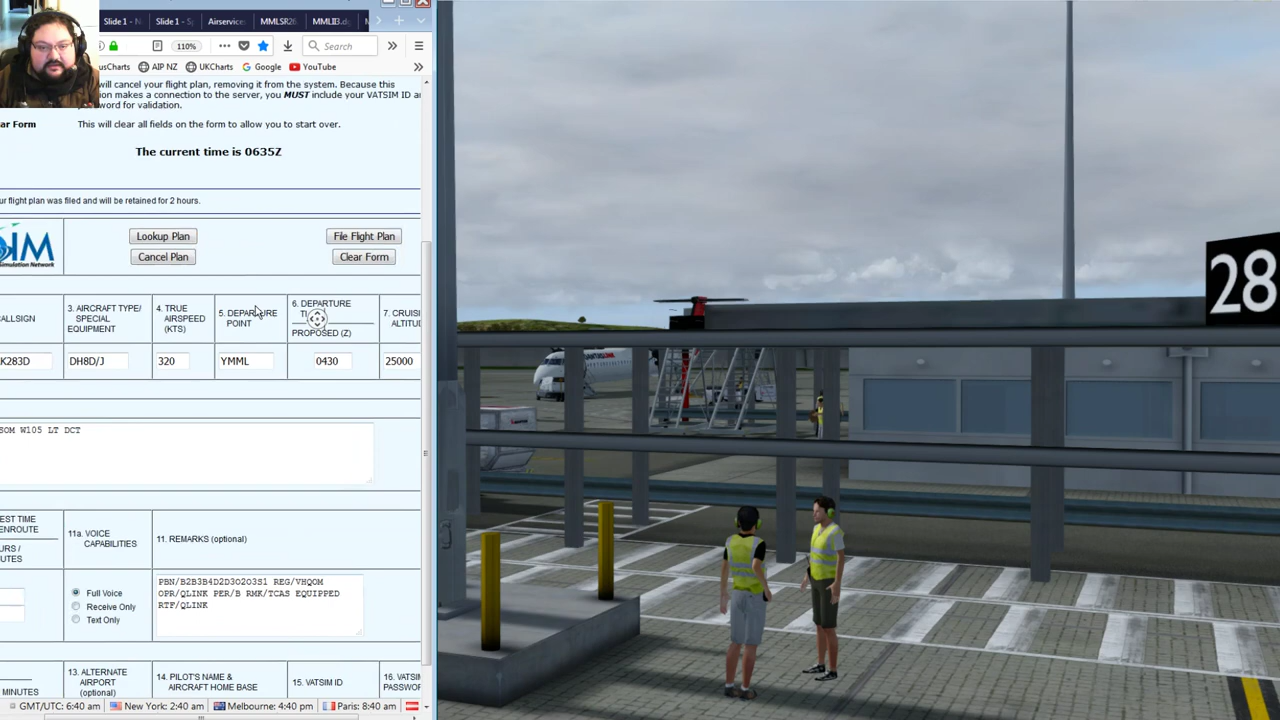 Slide 1 - N
Slide 1 - Sp
Airservices
MMLSR26
MMLII3.d
110%
Search
usCharts
AIP NZ
UKCharts
Google
YouTube
will cancel your flight plan, removing it from the system. Because this
ion makes a connection to the server, you MUST include your VATSIM ID a
password for validation.
ar Form
This will clear all fields on the form to allow you to start over.
The current time is 0635Z
ur flight plan was filed and will be retained for 2 hours.
Lookup Plan
File Flight Plan
Cancel Plan
Clear Form
ALLSIGN
3. AIRCRAFT TYPE/
SPECIAL
EQUIPMENT
4. TRUE
AIRSPEED
(KTS)
5. DEPARTURE
POINT
6. DEPARTURE
PROPOSED (Z)
7. CRUIS
ALTITU
K283D
DH8D/J
320
YMML
0430
25000
SOM W105 LT DCT
EST TIME
ENROUTE
URS /
UTES
11a. VOICE
CAPABILITIES
11. REMARKS (optional)
Full Voice
Receive Only
Text Only
PBN/B2B3B4D2D3O2O3S1 REG/VHQOM
OPR/QLINK PER/B RMK/TCAS EQUIPPED
RTF/QLINK
MINUTES
13. ALTERNATE
AIRPORT
(optional)
14. PILOT'S NAME &
AIRCRAFT HOME BASE
15. VATSIM ID
16. VATSI
PASSWOR
GMT/UTC: 6:40 am
New York: 2:40 am
Melbourne: 4:40 pm
Paris: 8:40 am
28